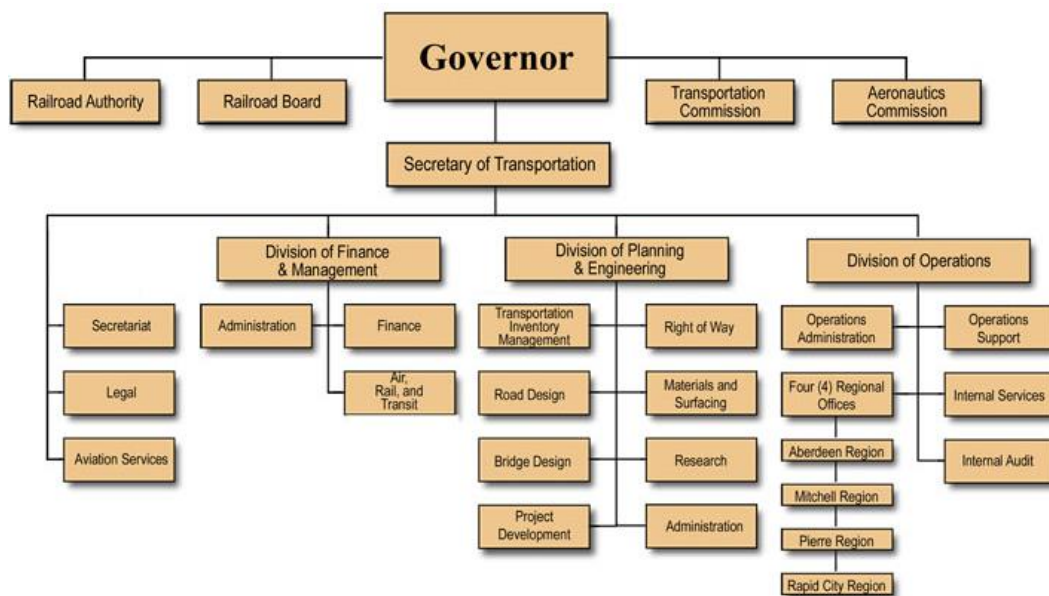 Governor
Railroad Authority
Railroad Board
Transportation
Commission
Aeronautics
Commission
Secretary of Transportation
Division of Finance
& Management
Division of Planning
& Engineering
Division of Operations
Secretariat
Legal
Aviation Services
Administration
Finance
Air,
Rail, and
Transit
Transportation
Inventory
Management
Right of Way
Road Design
Materials and
Surfacing
Bridge Design
Research
Project
Development
Administration
Operations
Administration
Operations
Support
Four (4) Regional
Offices
Internal Services
Aberdeen Region
Internal Audit
Mitchell Region
Pierre Region
Rapid City Region